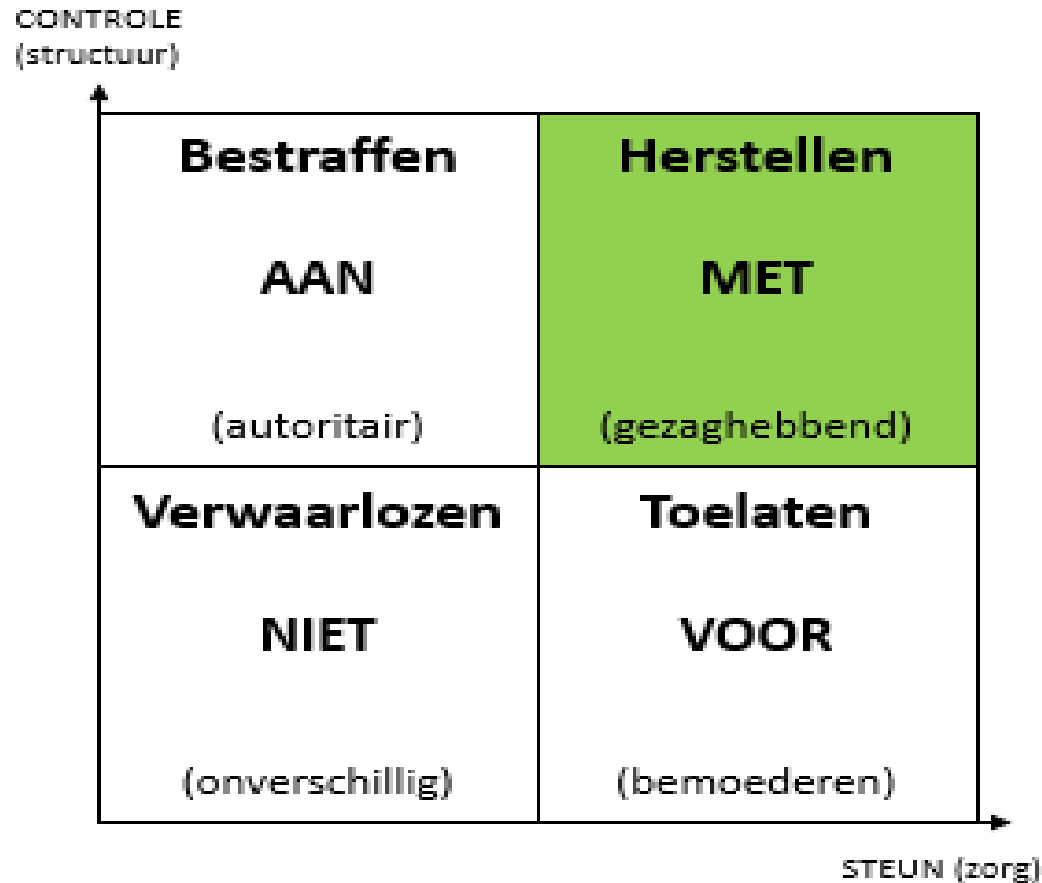 CONTROLE
(structuur)
Bestraffen
AAN
(autoritair)
Herstellen
MET
(gezaghebbend)
Verwaarlozen
NIET
(onverschillig)
Toelaten
VOOR
(bemoederen)
STEUN (zorg)